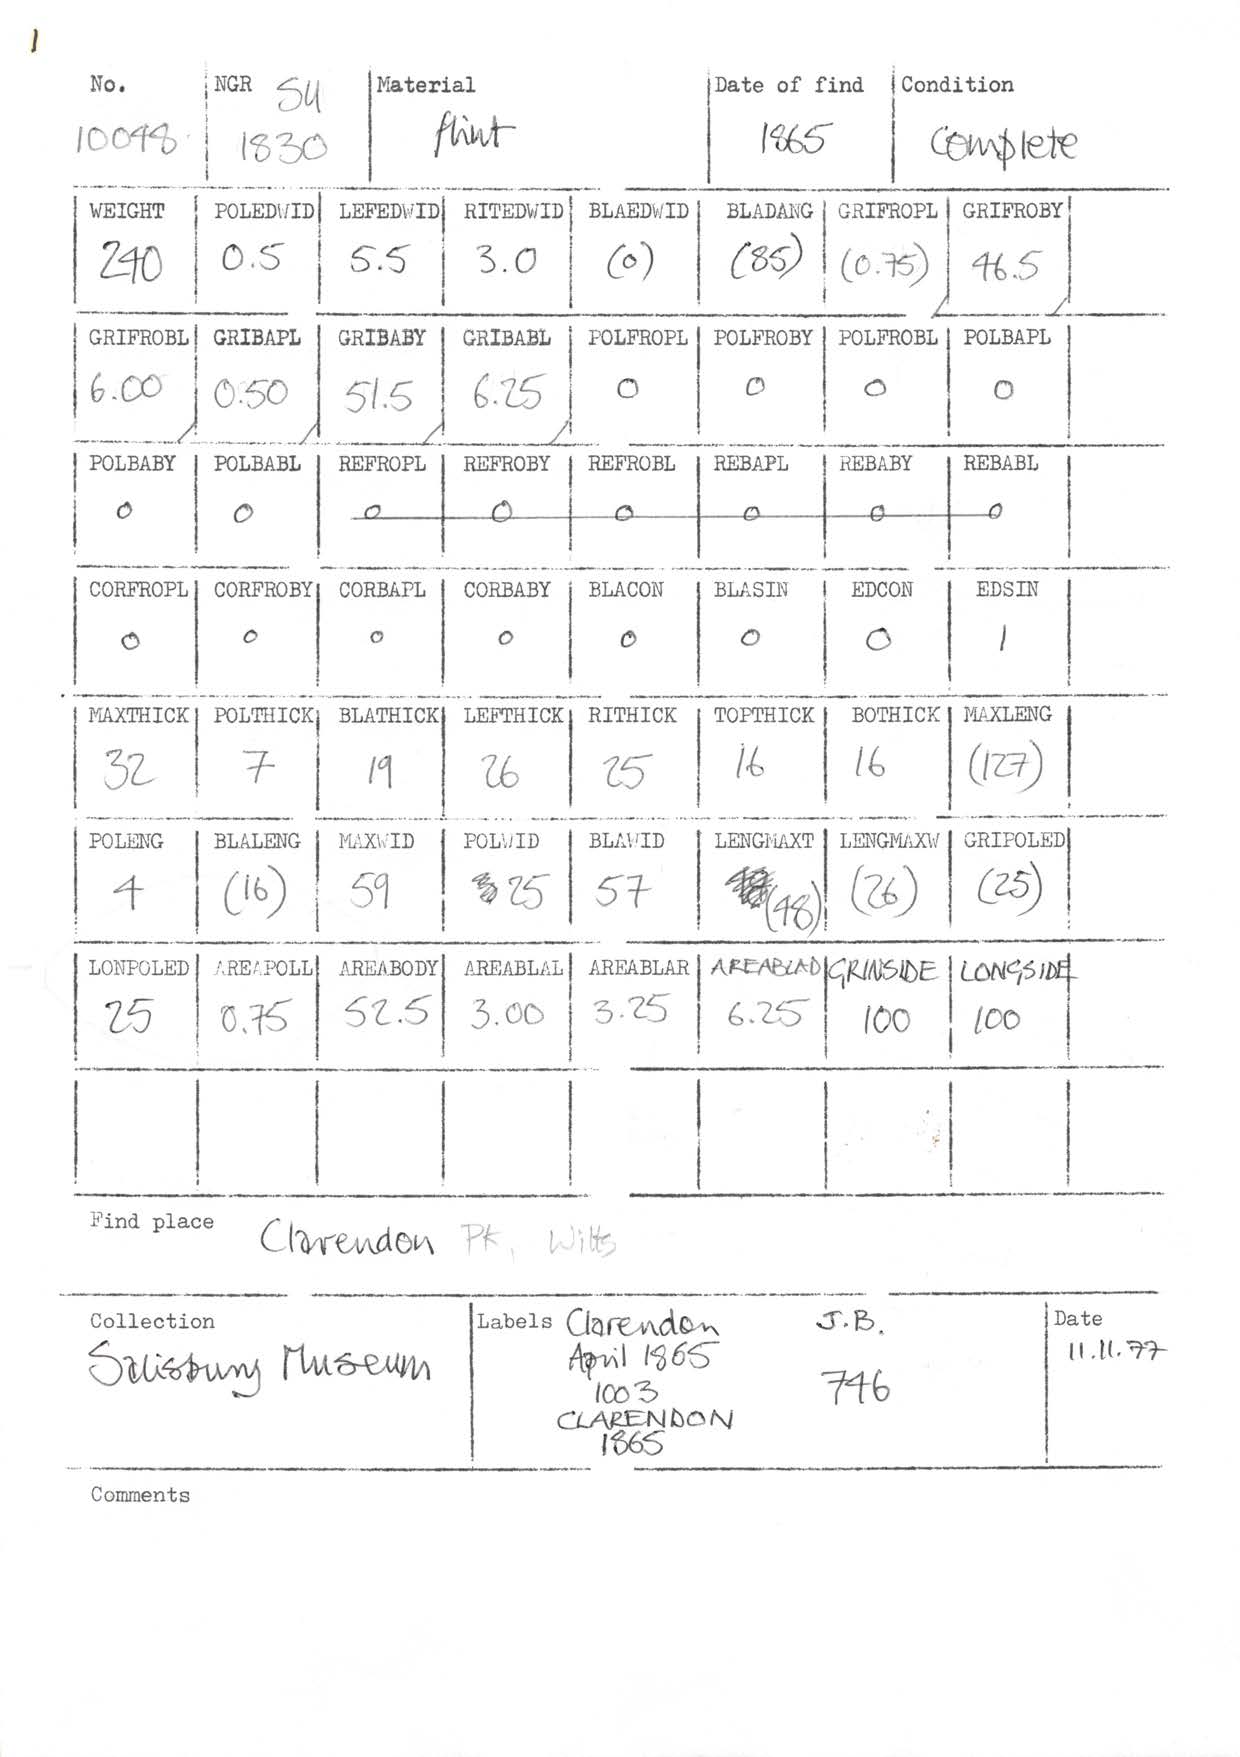 1
No. NGR SU Material Date of find Condition
10048 1830 flint 1865 Complete
WEIGHT POLEDWID LEFEDWID RITEDWID BLAEDWID BLADANG GRIFROPL GRIFROBY
240 0.5 5.5 3.0 (0) (85) (0.75) 46.5
GRIFROBL GRIBAPL GRIBABY GRIBABL POLFROPL POLFROBY POLFROBL POLBAPL
6.00 0.50 51.5 6.25 0 0 0 0
POLBABY POLBABL REFROPL REFROBY REFROBL REBAPL REBABY REBABL
0 0 0 0 0 0 0 0
CORFROPL CORFROBY CORBAPL CORBABY BLACON BLASIN EDCON EDSIN
0 0 0 0 0 0 0 1
MAXTHICK POLTHICK BLATHICK LEFTHICK RITHICK TOPTHICK BOTHICK MAXLENG
32 7 19 26 25 16 16 (127)
POLENG BLALENG MAXWID POLWID BLAWID LENGMAXT LENGMAXW GRIPOLED
4 (16) 59 25 57 (48) (26) (25)
LONPOLED AREAPOLL AREABODY AREABLAL AREABLAR AREABLAD GRINSIDE LONGSIDE
25 0.75 52.5 3.00 3.25 6.25 100 100
Find place Clarendon Pk, Wilts
Collection Labels Clarendon J.B. Date
Salisbury Museum April 1865 11.11.77
1003 746
CLARENDON
1865
Comments